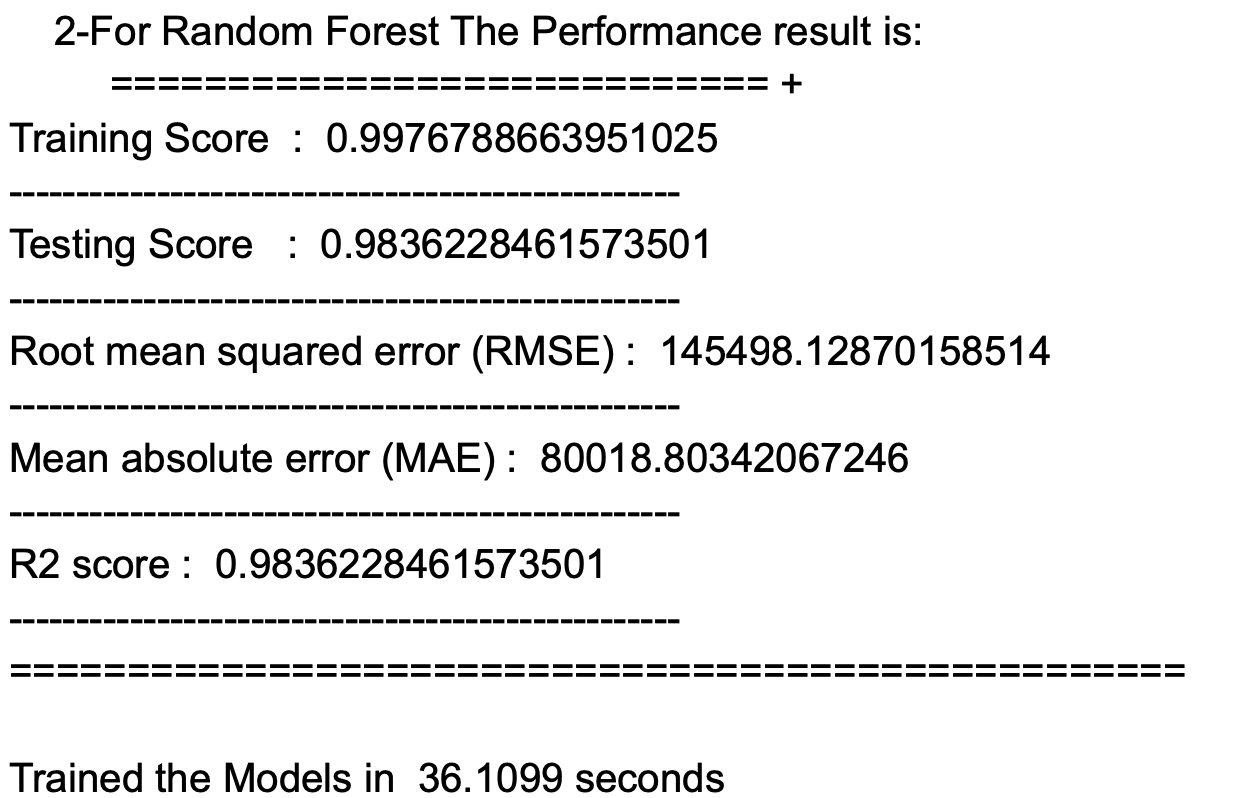 2-For Random Forest The Performance result is:
============================ +
Training Score  :  0.9976788663951025
--------------------------------------------------
Testing Score   :  0.9836228461573501
--------------------------------------------------
Root mean squared error (RMSE) :  145498.12870158514
--------------------------------------------------
Mean absolute error (MAE) :  80018.80342067246
--------------------------------------------------
R2 score :  0.9836228461573501
--------------------------------------------------
==================================================
Trained the Models in  36.1099 seconds